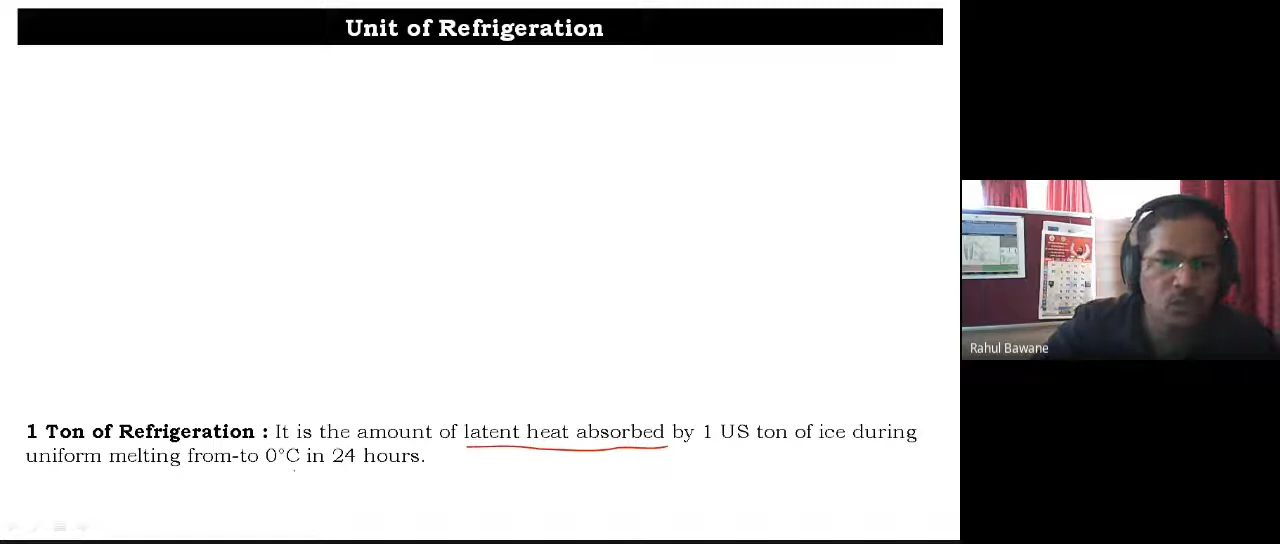 Unit of Refrigeration
Rahul Bawane
1 Ton of Refrigeration : It is the amount of latent heat absorbed by 1 US ton of ice during
uniform melting from-to 0°C in 24 hours.